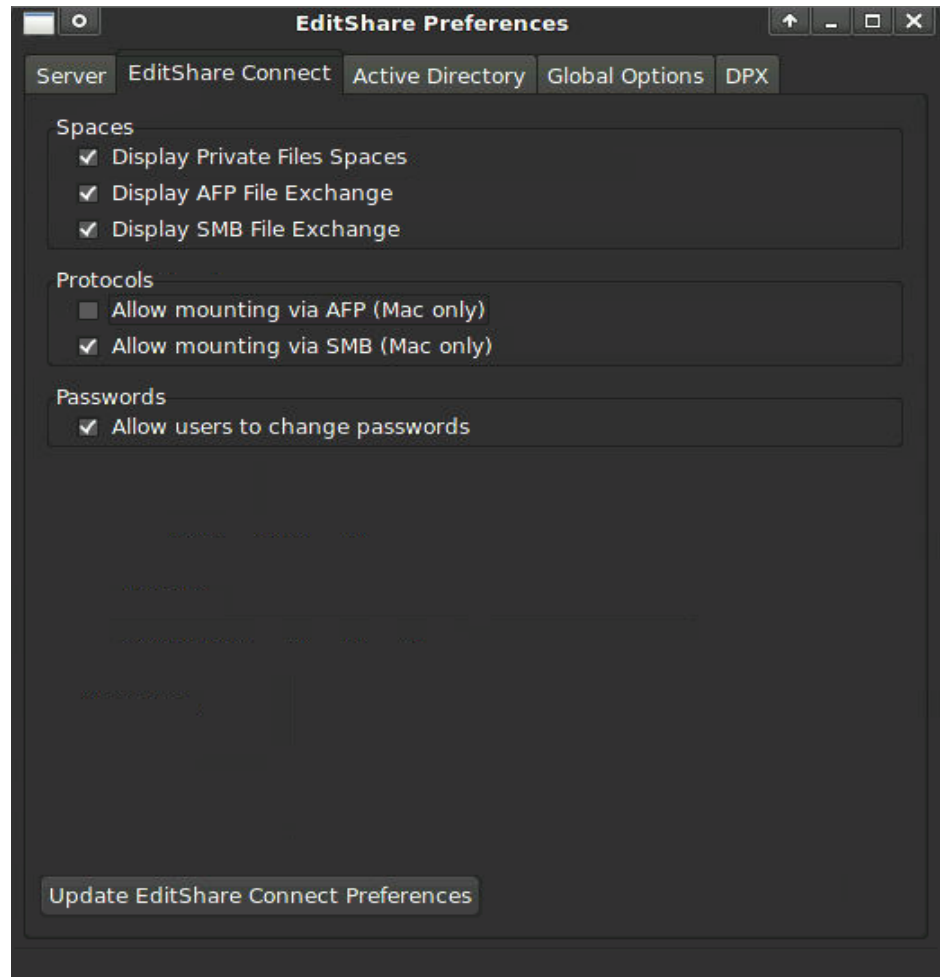 EditShare Preferences
Server EditShare Connect Active Directory Global Options DPX
Spaces
Display Private Files Spaces
Display AFP File Exchange
Display SMB File Exchange
Protocols
Allow mounting via AFP (Mac only)
Allow mounting via SMB (Mac only)
Passwords
Allow users to change passwords
Update EditShare Connect Preferences